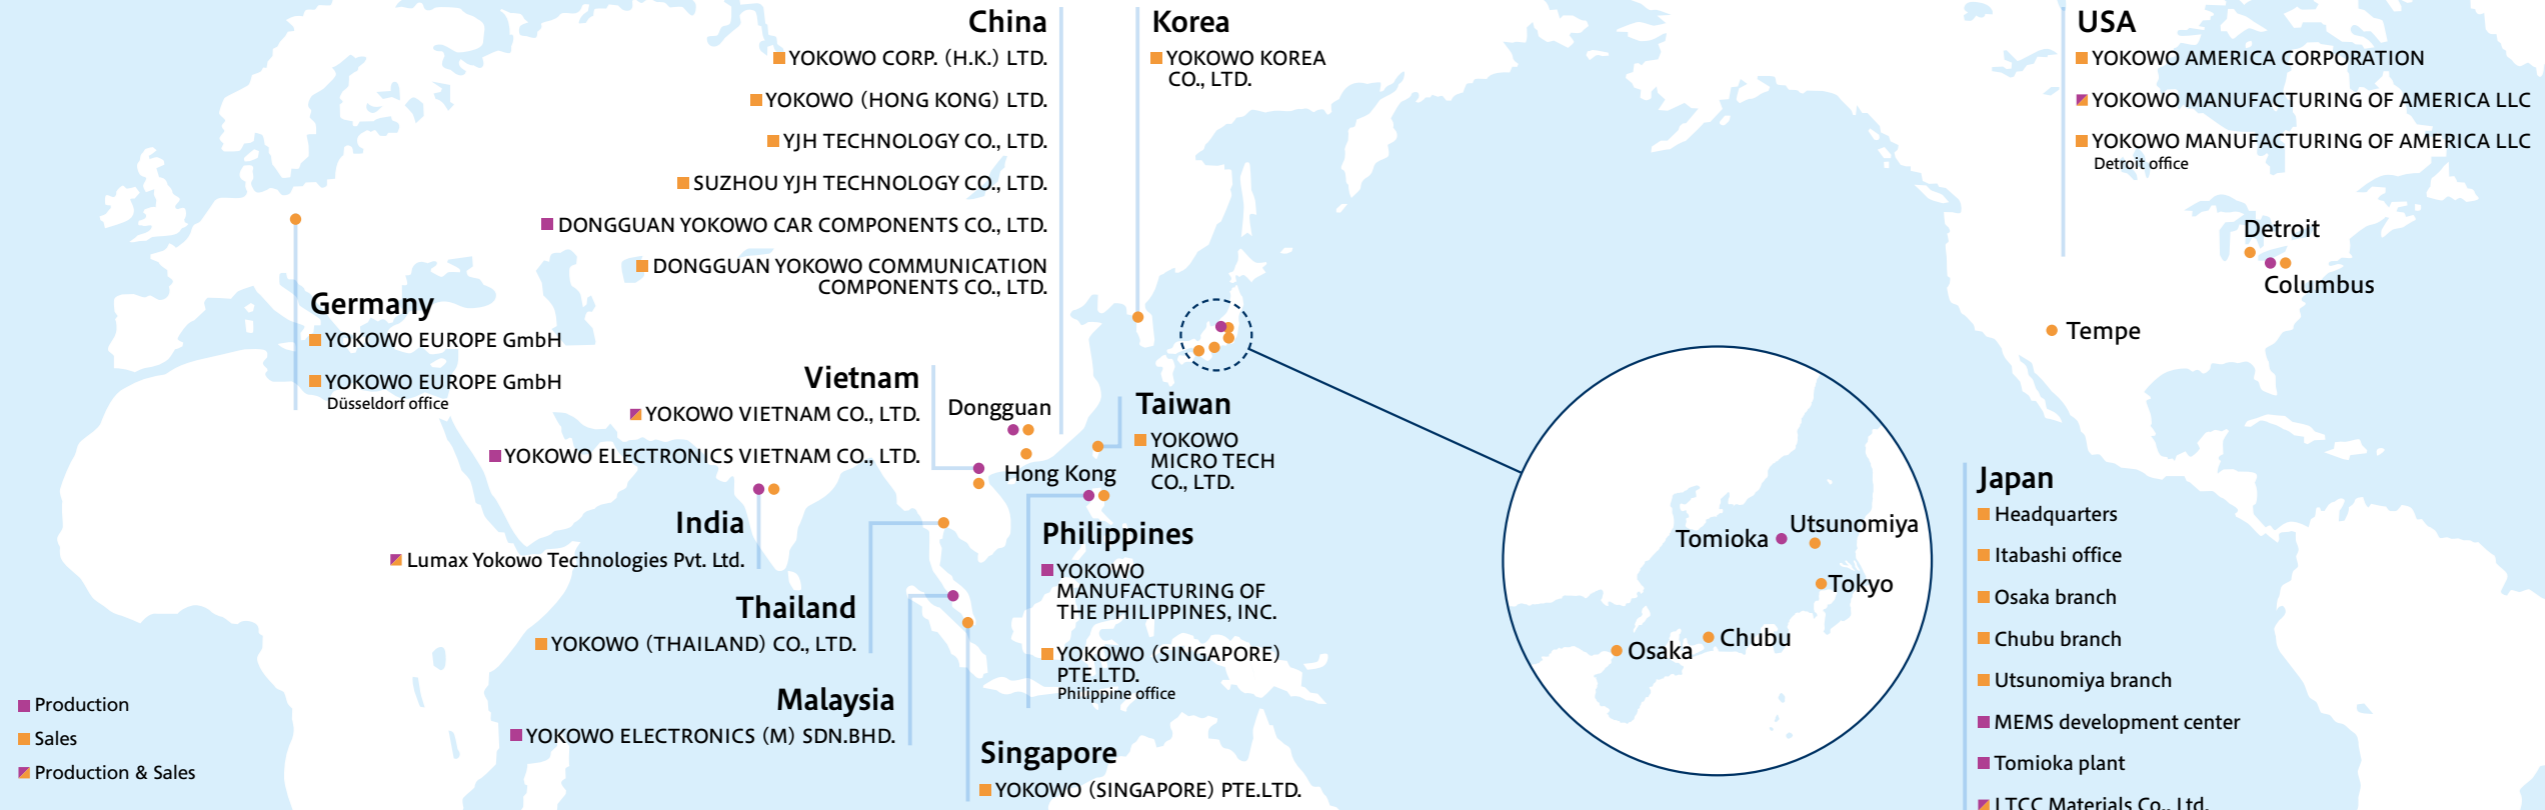 China
YOKOWO CORP. (H.K.) LTD.
YOKOWO (HONG KONG) LTD.
YJH TECHNOLOGY CO., LTD.
SUZHOU YJH TECHNOLOGY CO., LTD.
DONGGUAN YOKOWO CAR COMPONENTS CO., LTD.
DONGGUAN YOKOWO COMMUNICATION
COMPONENTS CO., LTD.
Korea
YOKOWO KOREA
CO., LTD.
USA
YOKOWO AMERICA CORPORATION
YOKOWO MANUFACTURING OF AMERICA LLC
YOKOWO MANUFACTURING OF AMERICA LLC
Detroit office
Detroit
Columbus
Tempe
Germany
YOKOWO EUROPE GmbH
YOKOWO EUROPE GmbH
Düsseldorf office
Vietnam
YOKOWO VIETNAM CO., LTD.
YOKOWO ELECTRONICS VIETNAM CO., LTD.
Dongguan
Hong Kong
Taiwan
YOKOWO
MICRO TECH
CO., LTD.
India
Lumax Yokowo Technologies Pvt. Ltd.
Philippines
YOKOWO
MANUFACTURING OF
THE PHILIPPINES, INC.
YOKOWO (SINGAPORE)
PTE.LTD.
Philippine office
Thailand
YOKOWO (THAILAND) CO., LTD.
Malaysia
YOKOWO ELECTRONICS (M) SDN.BHD.
Singapore
YOKOWO (SINGAPORE) PTE.LTD.
Tomioka
Utsunomiya
Tokyo
Chubu
Osaka
Japan
Headquarters
Itabashi office
Osaka branch
Chubu branch
Utsunomiya branch
MEMS development center
Tomioka plant
LTCC Materials Co., Ltd.
Production
Sales
Production & Sales